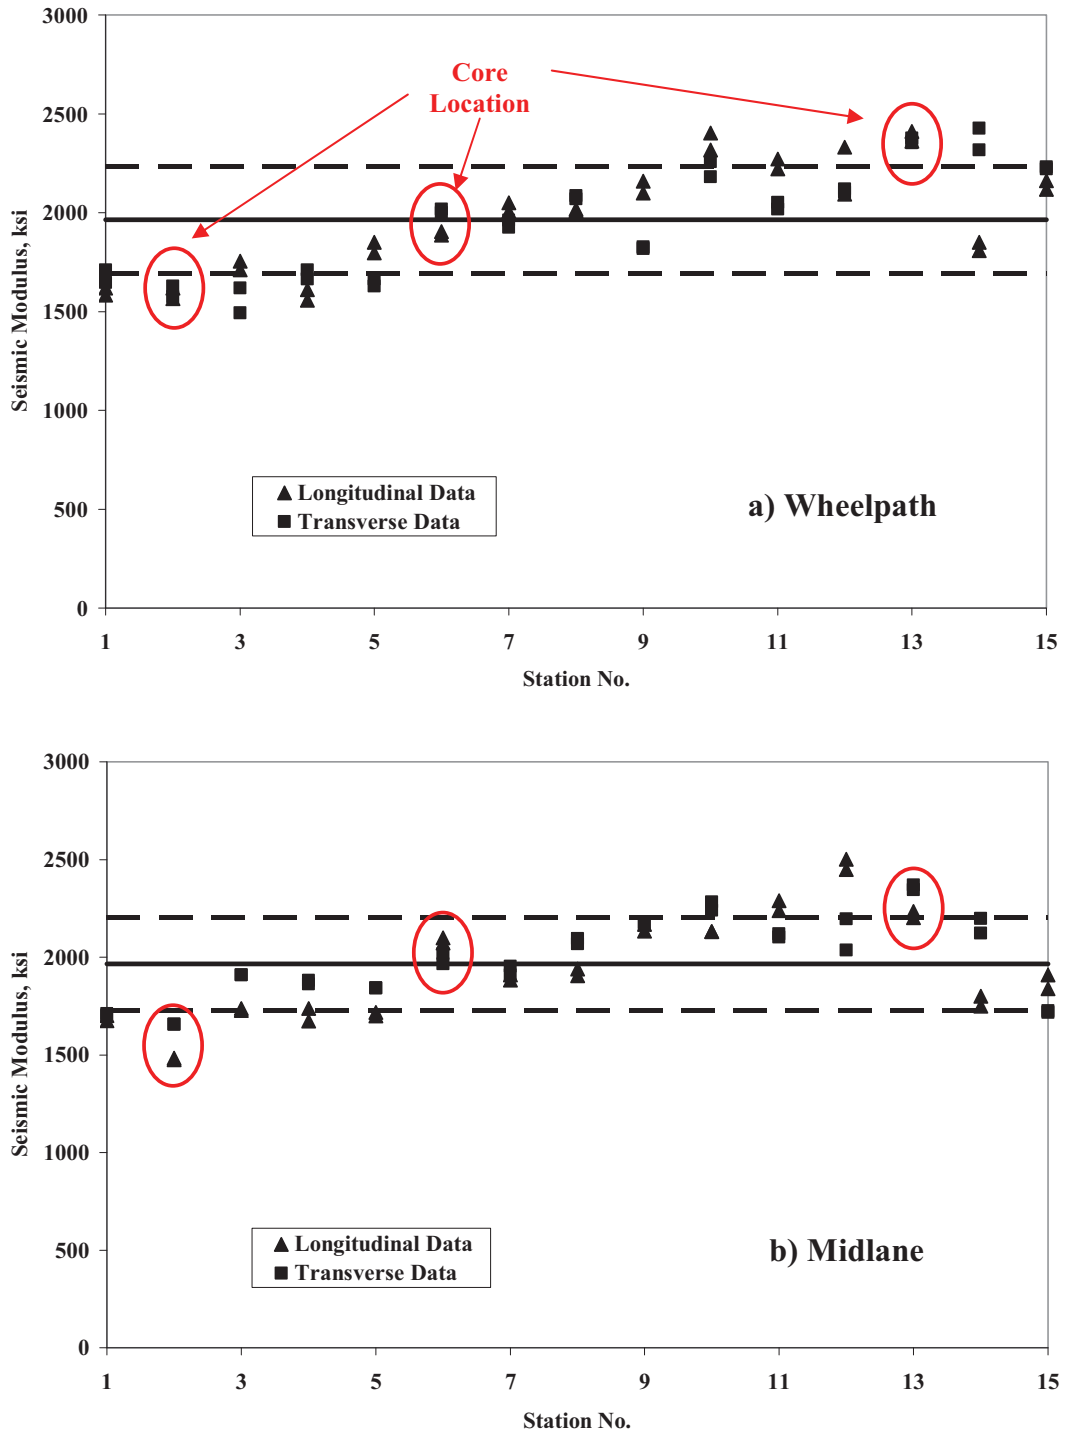 3000
2500
2000
1500
1000
500
0
Seismic Modulus, ksi
Core
Location
Longitudinal Data
Transverse Data
a) Wheelpath
1 3 5 7 9 11 13 15
Station No.
3000
2500
2000
1500
1000
500
0
Seismic Modulus, ksi
Longitudinal Data
Transverse Data
b) Midlane
1 3 5 7 9 11 13 15
Station No.